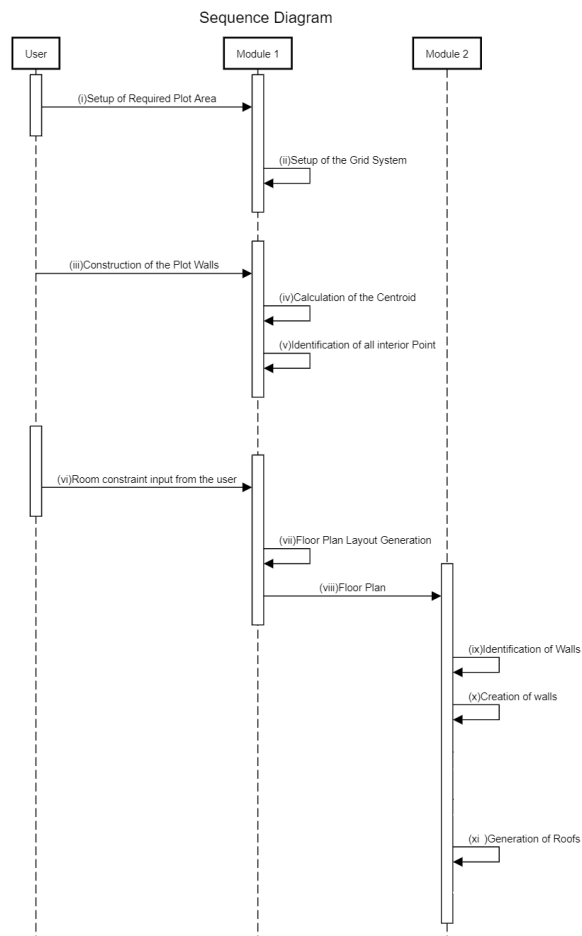 Sequence Diagram
User
Module 1
Module 2
(i)Setup of Required Plot Area
(ii)Setup of the Grid System
(iii)Construction of the Plot Walls
(iv)Calculation of the Centroid
(v)Identification of all interior Point
(vi)Room constraint input from the user
(vii)Floor Plan Layout Generation
(viii)Floor Plan
(ix)Identification of Walls
(x)Creation of walls
(xi )Generation of Roofs